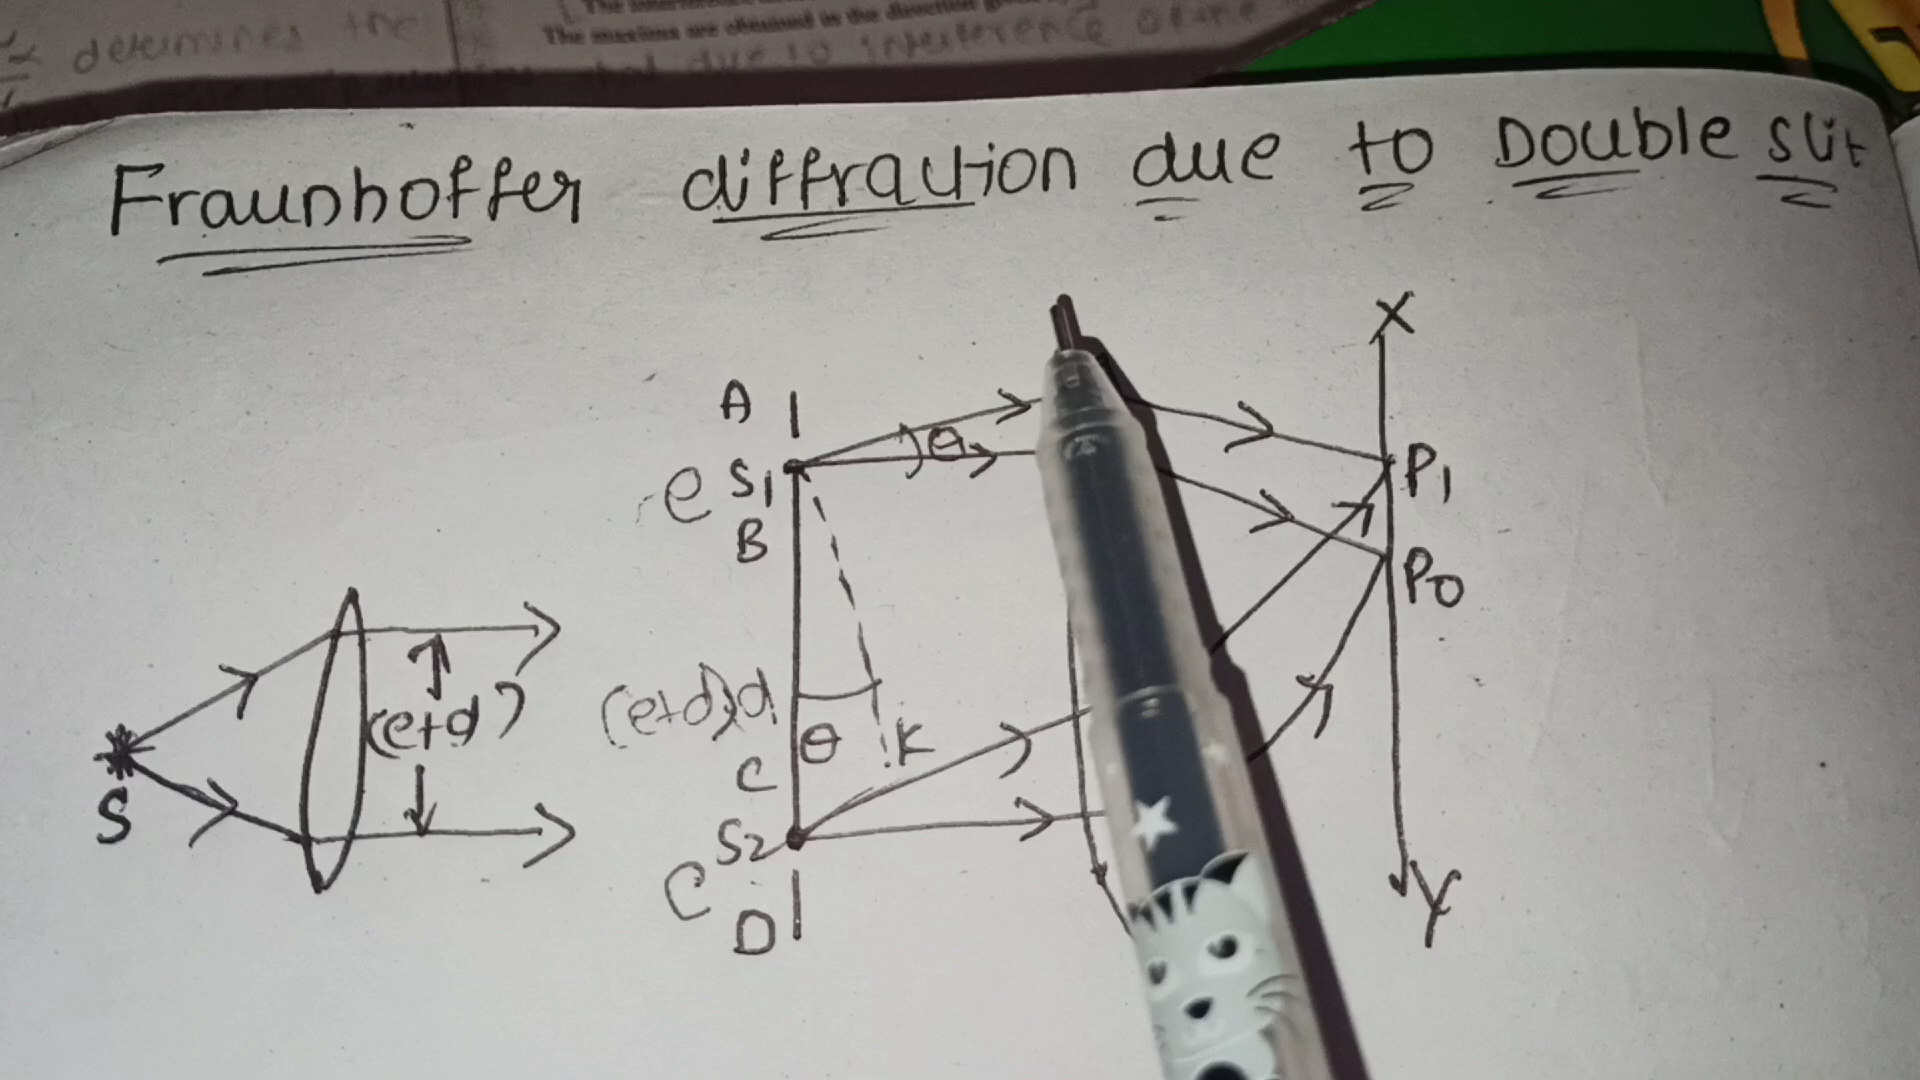 determines the
The maxima are obtained in the direction
due to interference of the
Fraunhoffer diffraction due to Double slit
X
A
θ
e S1
P1
B
P0
(e+d)
(e+d) d
θ
K
C
S
S2
e
D
Y